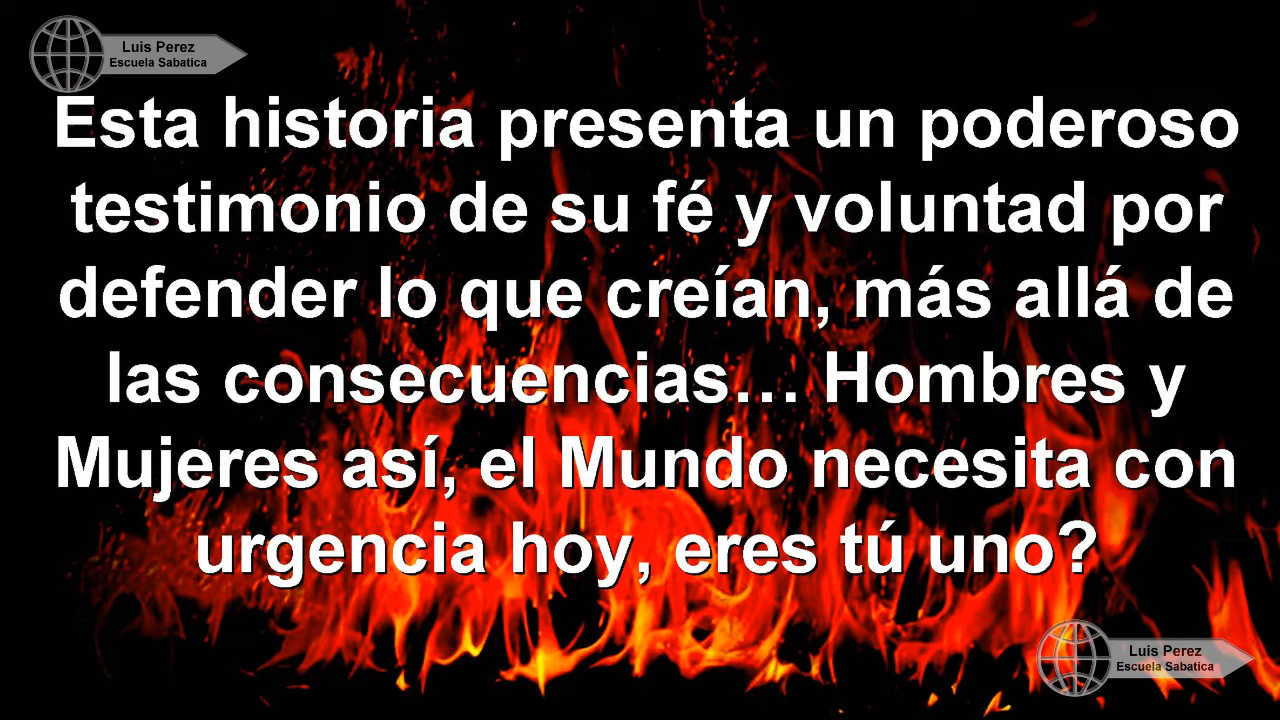 Luis Perez
Escuela Sabatica
Esta historia presenta un poderoso
testimonio de su fé y voluntad por
defender lo que creían, más allá de
las consecuencias… Hombres y
Mujeres así, el Mundo necesita con
urgencia hoy, eres tú uno?
Luis Perez
Escuela Sabatica